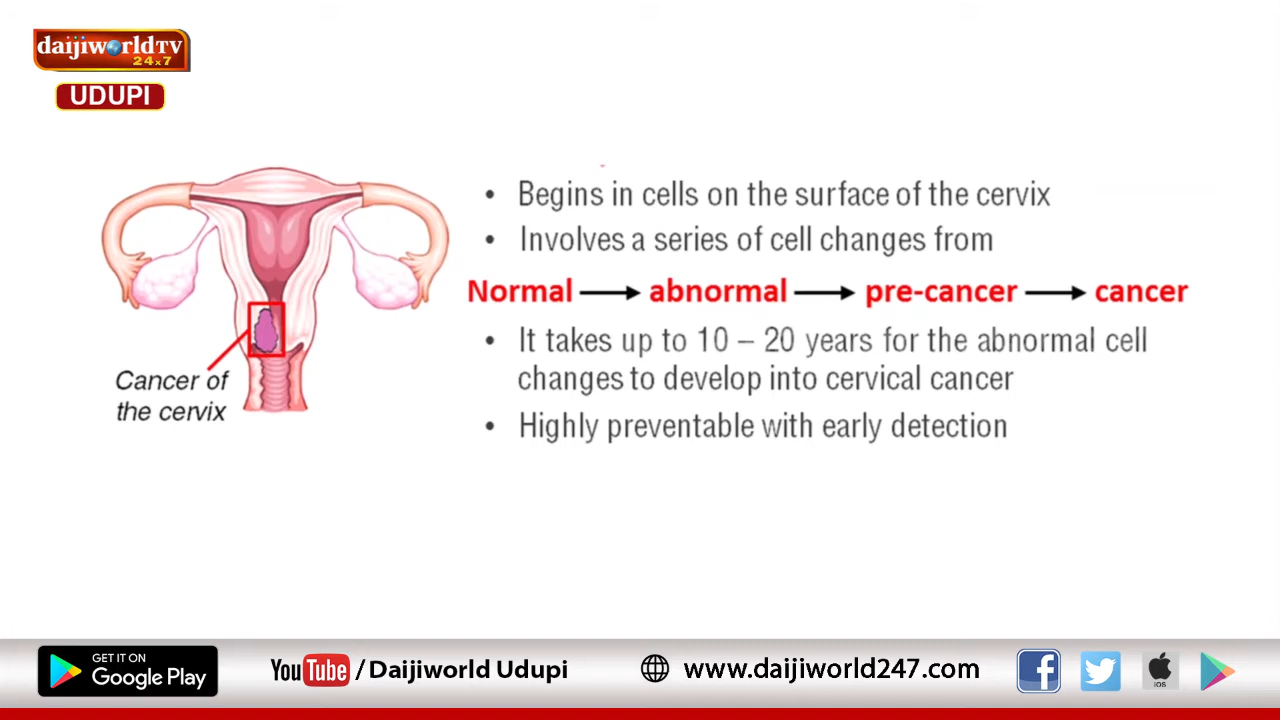 daijiworldTV
24x7
UDUPI
• Begins in cells on the surface of the cervix
• Involves a series of cell changes from
Normal → abnormal → pre-cancer → cancer
• It takes up to 10 – 20 years for the abnormal cell
changes to develop into cervical cancer
• Highly preventable with early detection
Cancer of
the cervix
GET IT ON
Google Play
YouTube / Daijiworld Udupi
www.daijiworld247.com
f
iOS